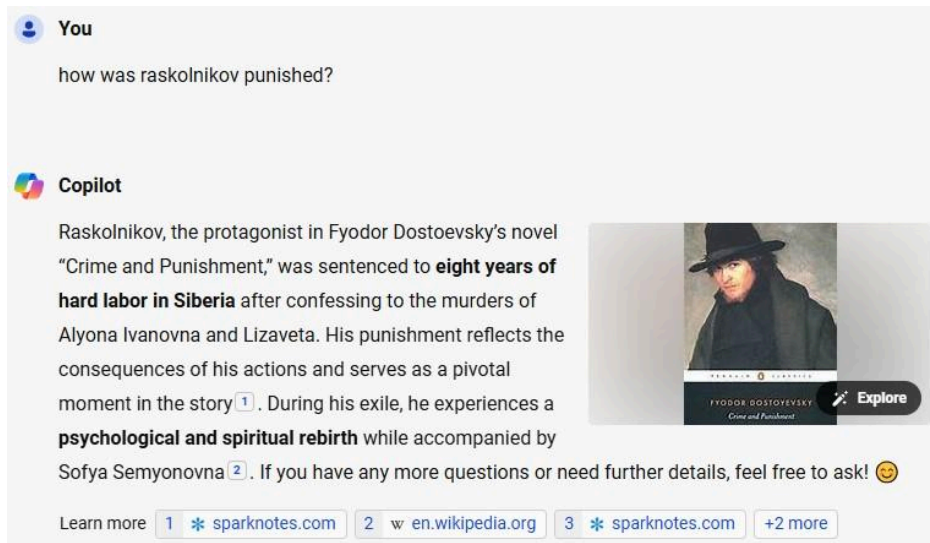 You
how was raskolnikov punished?
Copilot
Raskolnikov, the protagonist in Fyodor Dostoevsky's novel
“Crime and Punishment,” was sentenced to eight years of
hard labor in Siberia after confessing to the murders of
Alyona Ivanovna and Lizaveta. His punishment reflects the
consequences of his actions and serves as a pivotal
moment in the story 1 . During his exile, he experiences a
psychological and spiritual rebirth while accompanied by
Sofya Semyonovna 2 . If you have any more questions or need further details, feel free to ask! 😊
PENGUIN CLASSICS
FYODOR DOSTOYEVSKY
Crime and Punishment
Explore
Learn more 1 sparknotes.com 2 W en.wikipedia.org 3 sparknotes.com +2 more